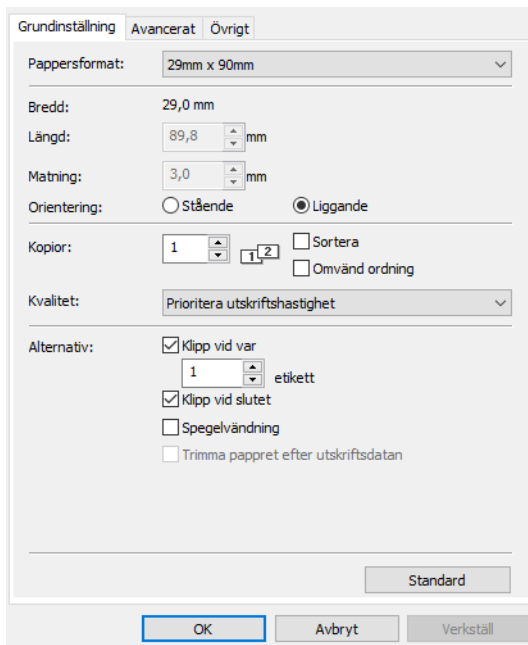 Grundinställning Avancerat Övrigt
Pappersformat: 29mm x 90mm
Bredd: 29,0 mm
Längd: 89,8 mm
Matning: 3,0 mm
Orientering: Stående Liggande
Kopior: 1 1 2 Sortera
Omvänd ordning
Kvalitet: Prioritera utskriftshastighet
Alternativ: Klipp vid var
1 etikett
Klipp vid slutet
Spegelvändning
Trimma pappret efter utskriftsdatan
Standard
OK Avbryt Verkställ